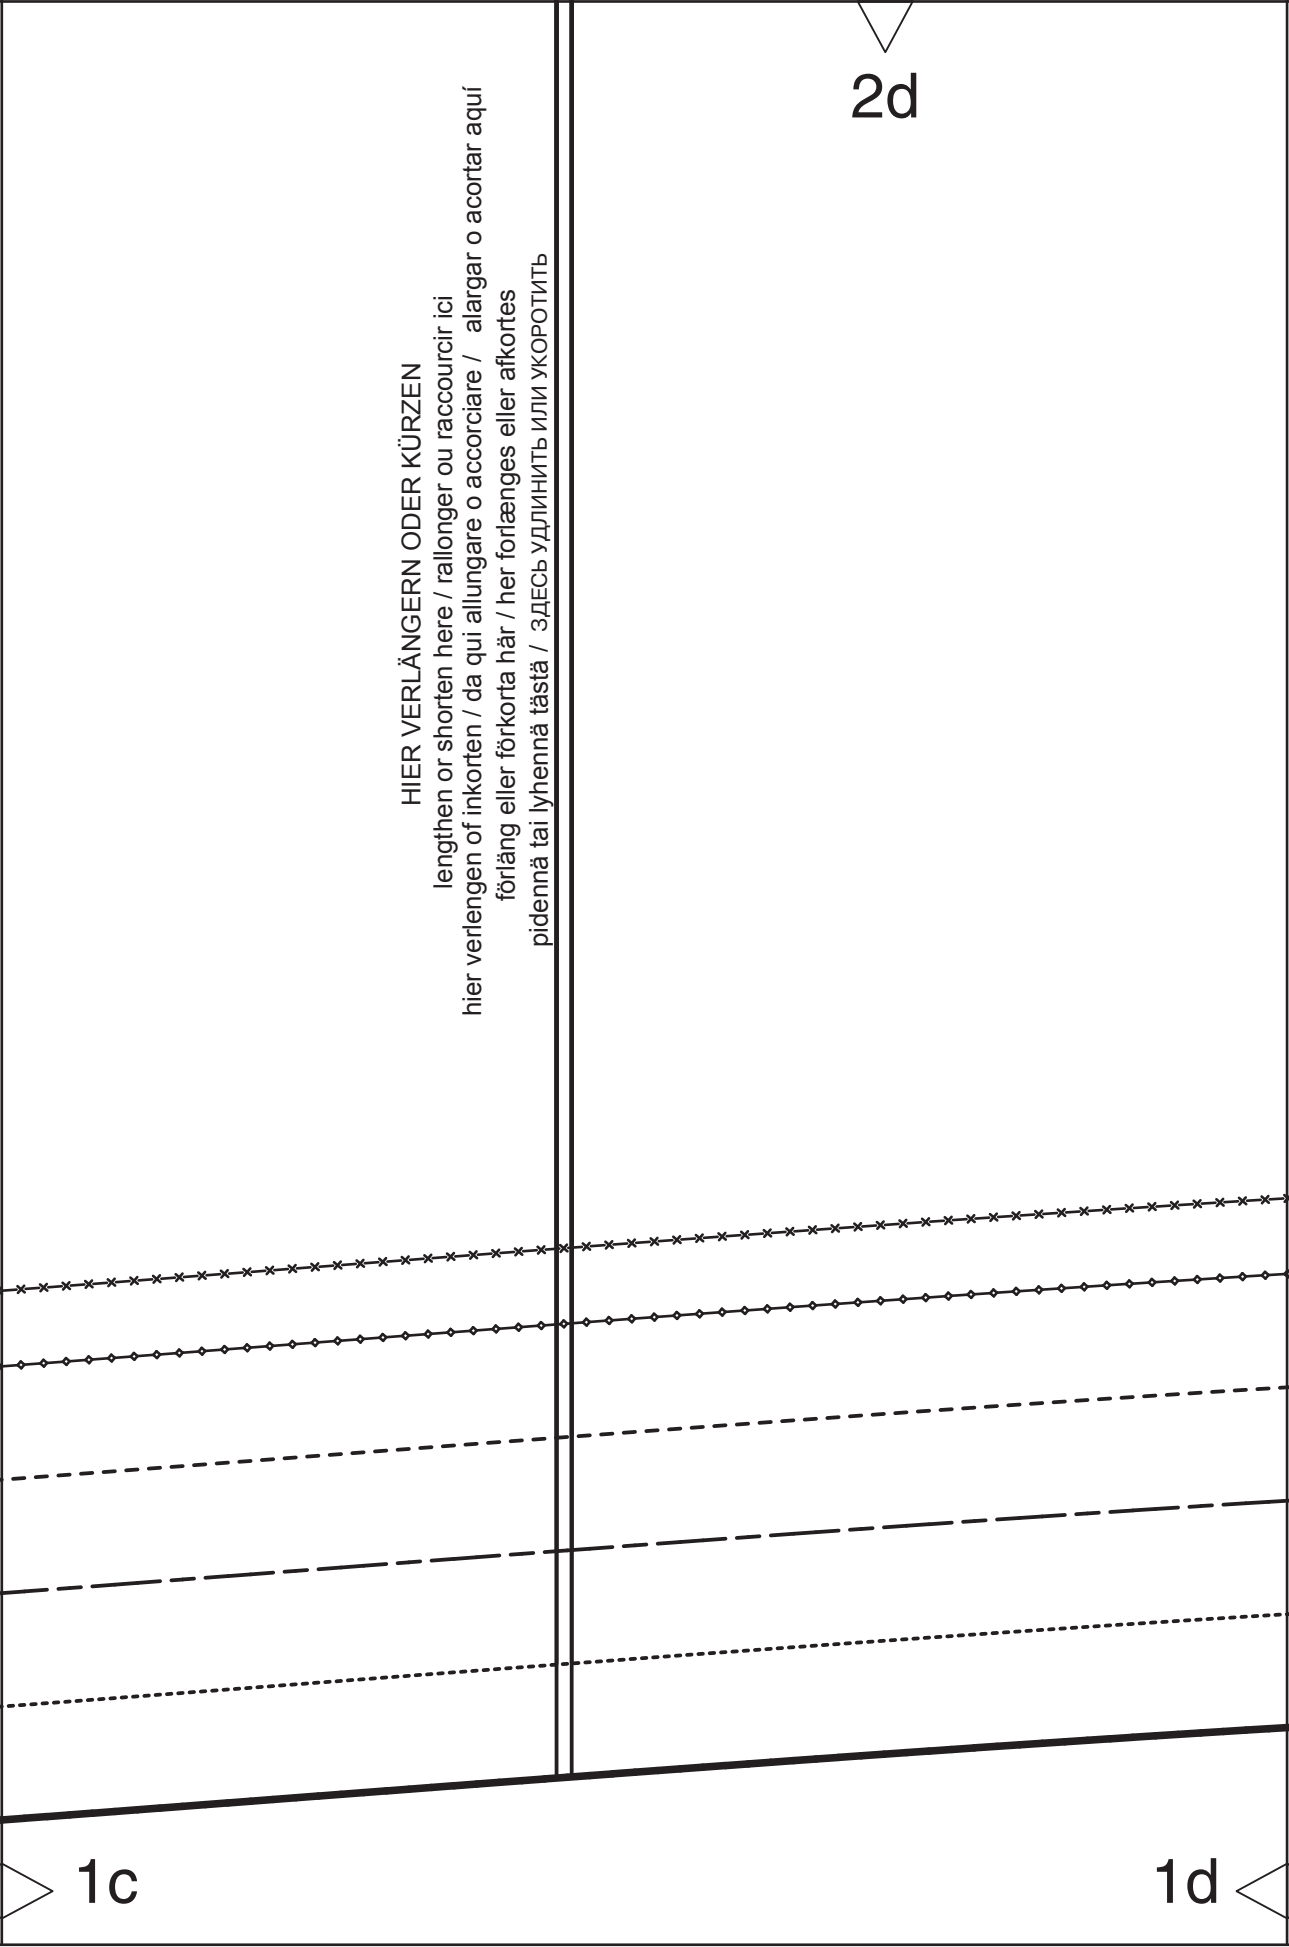 2d
HIER VERLÄNGERN ODER KÜRZEN
lengthen or shorten here / rallonger ou raccourcir ici
hier verlengen of inkorten / da qui allungare o accorciare / alargar o acortar aquí
förläng eller förkorta här / her forlænges eller afkortes
pidennä tai lyhennä tästä / ЗДЕСЬ УДЛИНИТЬ ИЛИ УКОРОТИТЬ
1c
1d